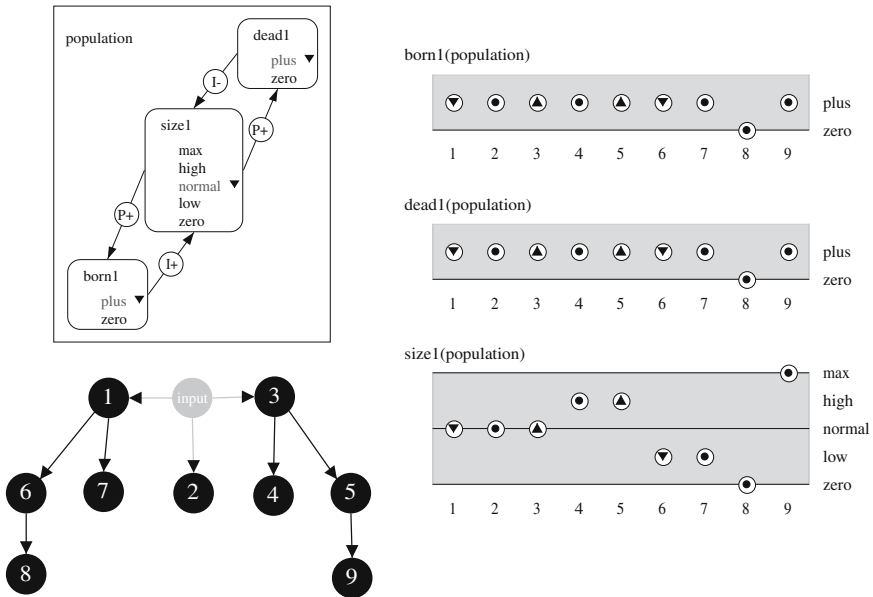 population
dead1
plus
zero
I-
size1
max
high
normal
low
zero
P+
P+
I+
born1
plus
zero
input
1
3
6
7
2
4
5
8
9
born1(population)
plus
zero
1 2 3 4 5 6 7 8 9
dead1(population)
plus
zero
1 2 3 4 5 6 7 8 9
size1(population)
max
high
normal
low
zero
1 2 3 4 5 6 7 8 9